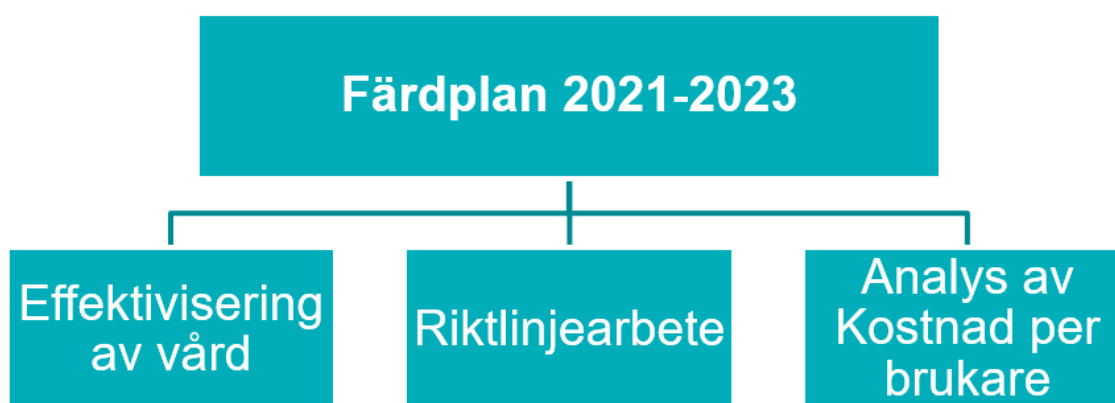 Färdplan 2021-2023
Effektivisering
av vård
Riktlinjearbete
Analys av
Kostnad per
brukare